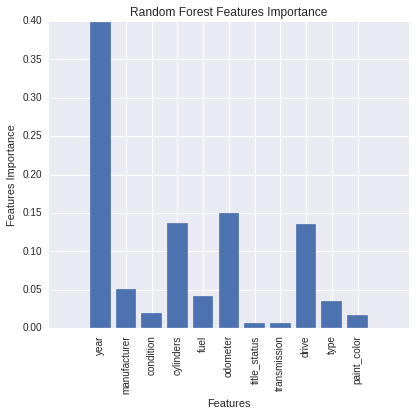 Random Forest Features Importance
0.40
0.35
0.30
0.25
0.20
0.15
0.10
0.05
0.00
Features Importance
year
manufacturer
condition
cylinders
fuel
odometer
title_status
transmission
drive
type
paint_color
Features